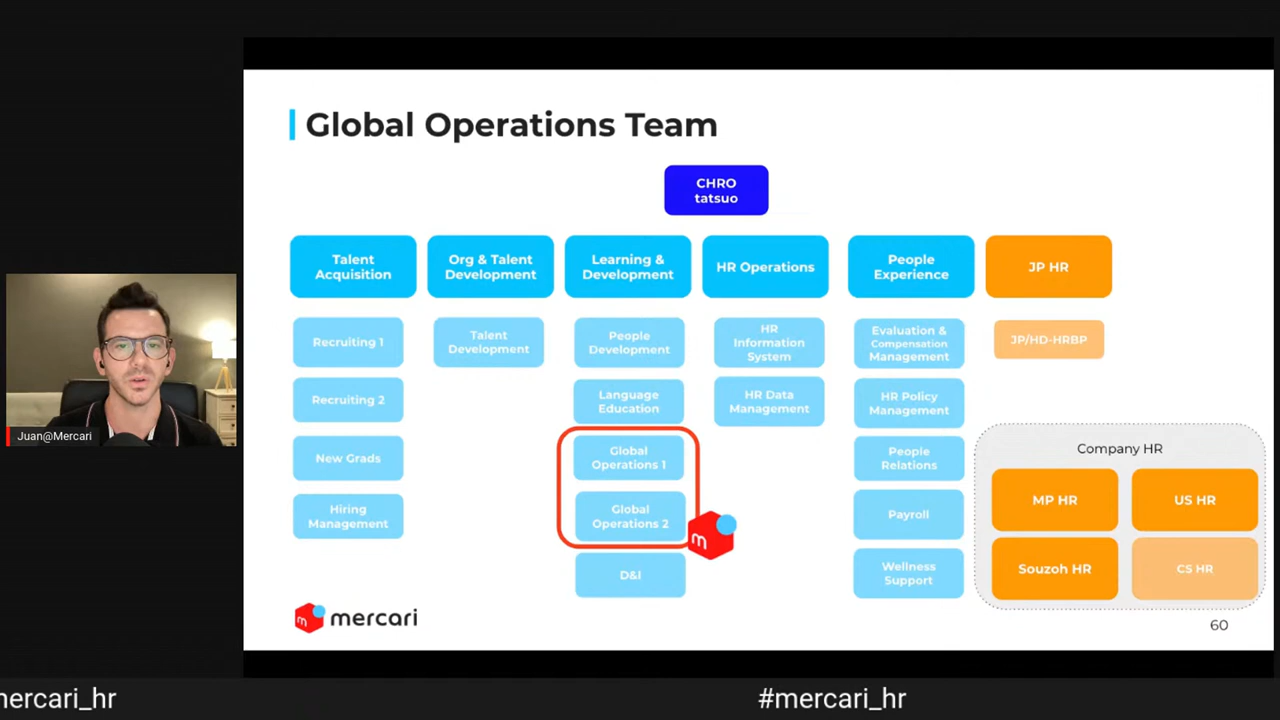 Global Operations Team
CHRO
tatsuo
Talent
Acquisition
Org & Talent
Development
Learning &
Development
HR Operations
People
Experience
JP HR
Recruiting 1
Recruiting 2
New Grads
Hiring
Management
Talent
Development
People
Development
Language
Education
Global
Operations 1
Global
Operations 2
D&I
HR
Information
System
HR Data
Management
Evaluation &
Compensation
Management
HR Policy
Management
People
Relations
Payroll
Wellness
Support
JP/HD-HRBP
Company HR
MP HR
US HR
Souzoh HR
CS HR
m
m
mercari
60
Juan@Mercari
mercari_hr
#mercari_hr